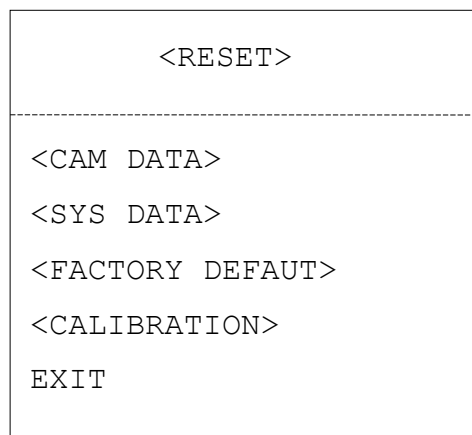 <RESET>
<CAM DATA>
<SYS DATA>
<FACTORY DEFAUT>
<CALIBRATION>
EXIT